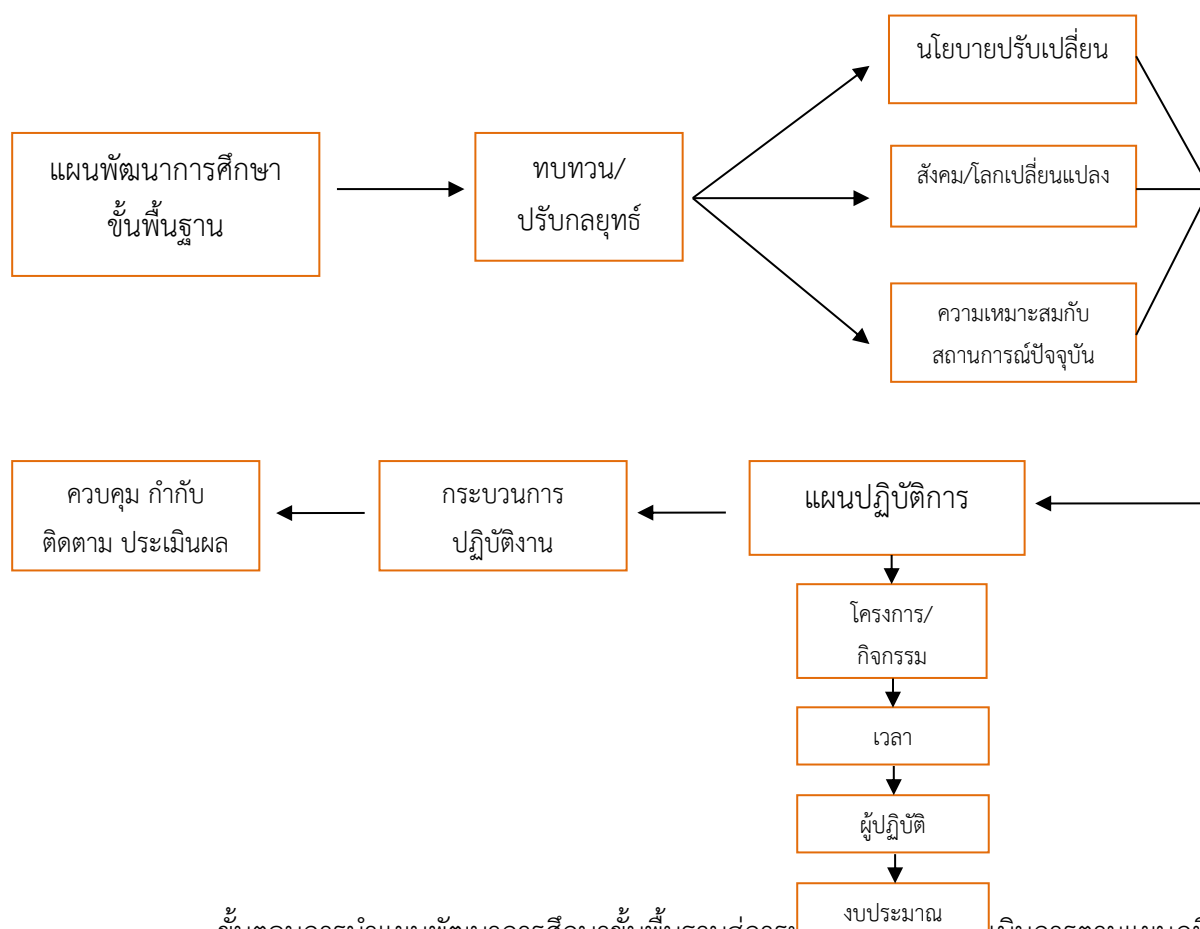 แผนพัฒนาการศึกษา
ขั้นพื้นฐาน
ทบทวน/
ปรับกลยุทธ์
นโยบายปรับเปลี่ยน
สังคม/โลกเปลี่ยนแปลง
ความเหมาะสมกับ
สถานการณ์ปัจจุบัน
แผนปฏิบัติการ
กระบวนการ
ปฏิบัติงาน
ควบคุม กำกับ
ติดตาม ประเมินผล
โครงการ/
กิจกรรม
เวลา
ผู้ปฏิบัติ
งบประมาณ